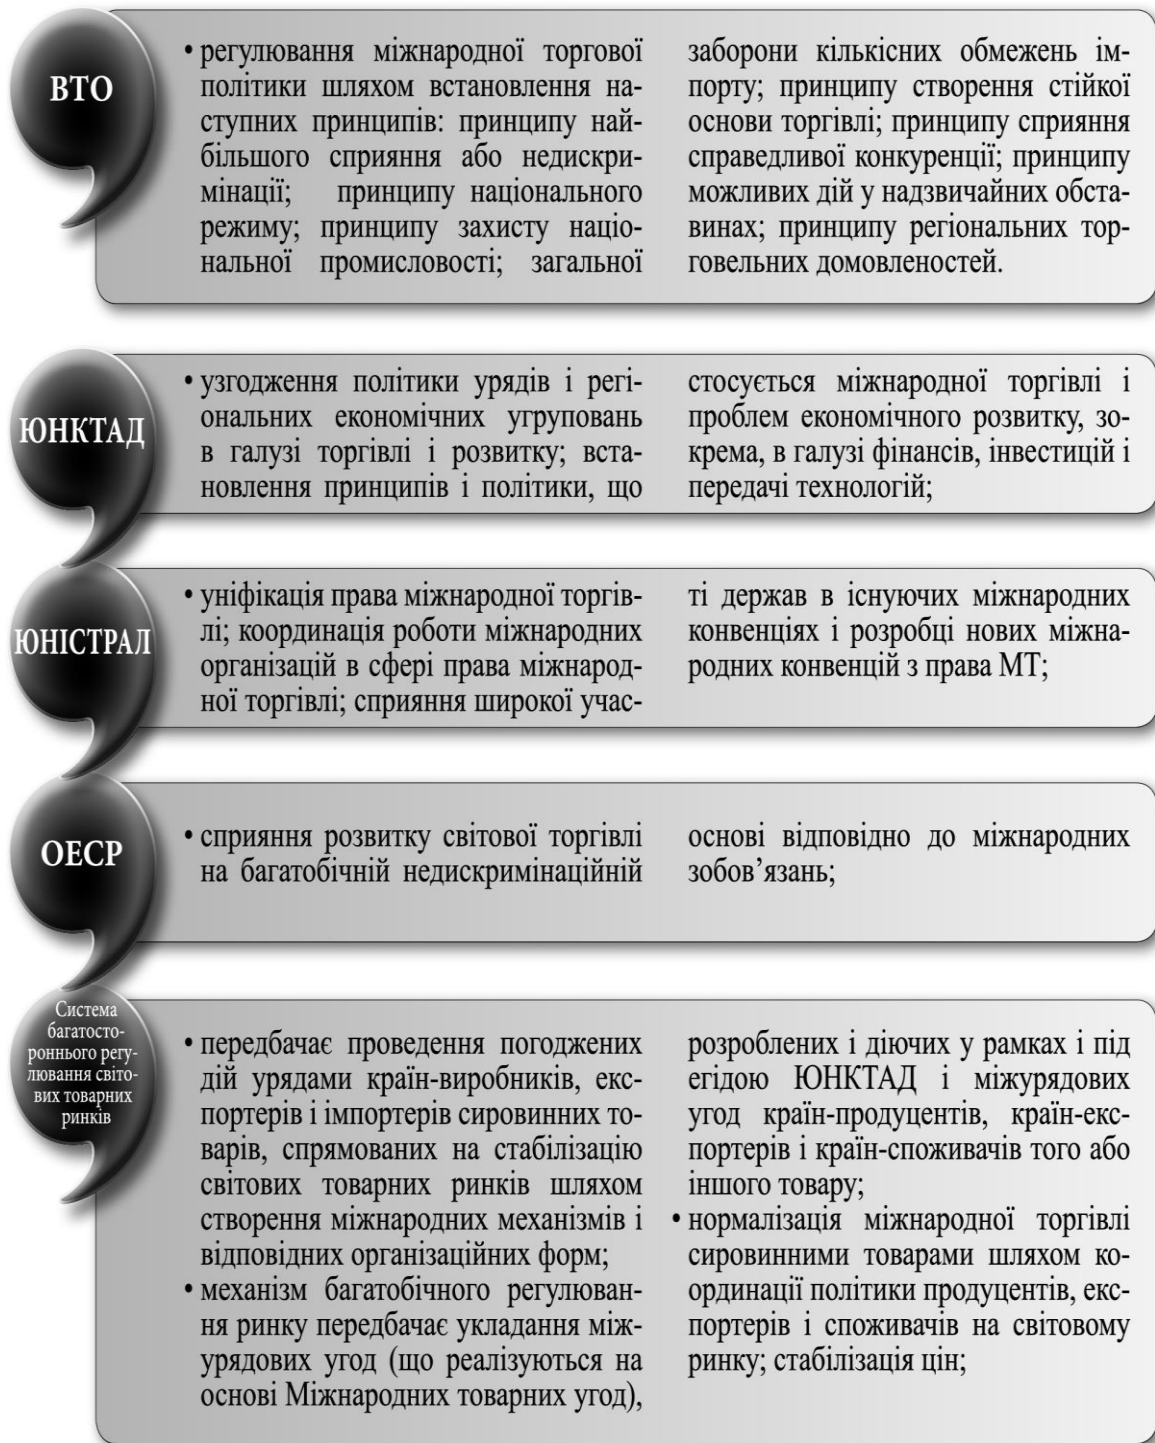 ВТО
• регулювання міжнародної торгової
політики шляхом встановлення на-
ступних принципів: принципу най-
більшого сприяння або недискри-
мінації; принципу національного
режиму; принципу захисту націо-
нальної промисловості; загальної
заборони кількісних обмежень ім-
порту; принципу створення стійкої
основи торгівлі; принципу сприяння
справедливої конкуренції; принципу
можливих дій у надзвичайних обста-
винах; принципу регіональних тор-
говельних домовленостей.
ЮНКТАД
• узгодження політики урядів і регі-
ональних економічних угруповань
в галузі торгівлі і розвитку; вста-
новлення принципів і політики, що
стосується міжнародної торгівлі і
проблем економічного розвитку, зо-
крема, в галузі фінансів, інвестицій і
передачі технологій;
ЮНІСТРАЛ
• уніфікація права міжнародної торгів-
лі; координація роботи міжнародних
організацій в сфері права міжнарод-
ної торгівлі; сприяння широкої учас-
ті держав в існуючих міжнародних
конвенціях і розробці нових міжна-
родних конвенцій з права МТ;
ОЕСР
• сприяння розвитку світової торгівлі
на багатобічній недискримінаційній
основі відповідно до міжнародних
зобов’язань;
Система
багатосто-
роннього регу-
лювання світо-
вих товарних
ринків
• передбачає проведення погоджених
дій урядами країн-виробників, екс-
портерів і імпортерів сировинних то-
варів, спрямованих на стабілізацію
світових товарних ринків шляхом
створення міжнародних механізмів і
відповідних організаційних форм;
• механізм багатобічного регулюван-
ня ринку передбачає укладання між-
урядових угод (що реалізуються на
основі Міжнародних товарних угод),
розроблених і діючих у рамках і під
егідою ЮНКТАД і міжурядових
угод країн-продуцентів, країн-екс-
портерів і країн-споживачів того або
іншого товару;
• нормалізація міжнародної торгівлі
сировинними товарами шляхом ко-
ординації політики продуцентів, екс-
портерів і споживачів на світовому
ринку; стабілізація цін;